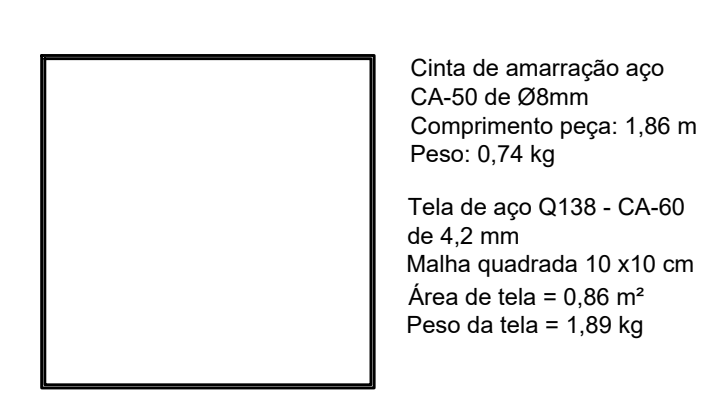 Cinta de amarração aço
CA-50 de Ø8mm
Comprimento peça: 1,86 m
Peso: 0,74 kg
Tela de aço Q138 - CA-60
de 4,2 mm
Malha quadrada 10 x10 cm
Área de tela = 0,86 m²
Peso da tela = 1,89 kg